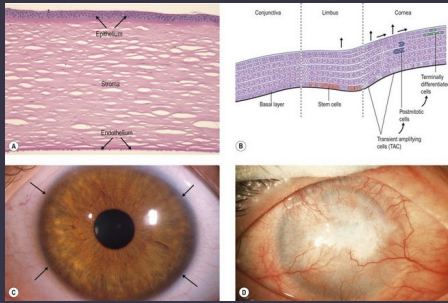 Epithelium
Stroma
Endothelium
A
Conjunctiva
Limbus
Cornea
Basal layer
Stem cells
Terminally
differentiated
cells
Postmitotic
cells
Transient amplifying
cells (TAC)
B
C
D